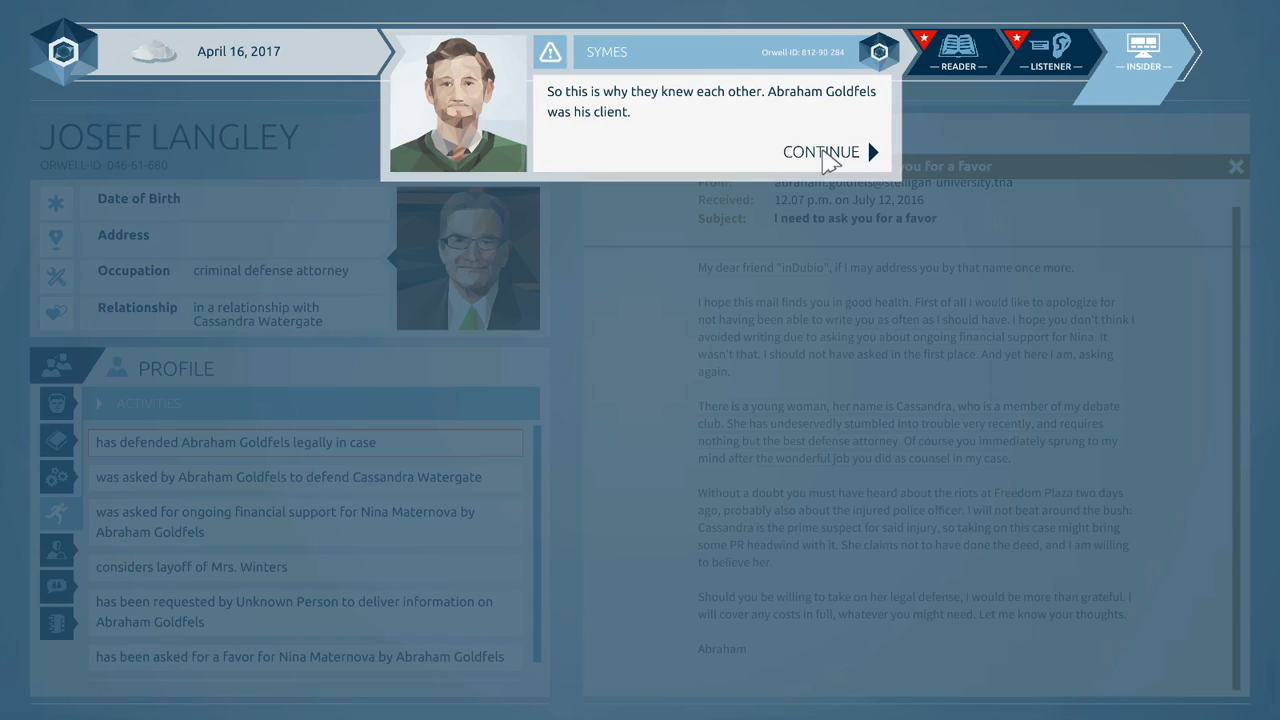 April 16, 2017
SYMES
Orwell ID: 812-90-284
So this is why they knew each other. Abraham Goldfels
was his client.
CONTINUE
— READER —
— LISTENER —
— INSIDER —
JOSEF LANGLEY
ORWELL-ID: 046-61-680
Date of Birth
Address
Occupation criminal defense attorney
Relationship in a relationship with
Cassandra Watergate
PROFILE
ACTIVITIES
has defended Abraham Goldfels legally in case
was asked by Abraham Goldfels to defend Cassandra Watergate
was asked for ongoing financial support for Nina Maternova by
Abraham Goldfels
considers layoff of Mrs. Winters
has been requested by Unknown Person to deliver information on
Abraham Goldfels
has been asked for a favor for Nina Maternova by Abraham Goldfels
you for a favor
From: abraham.goldfels@stelligan-university.tna
Received: 12.07 p.m. on July 12, 2016
Subject: I need to ask you for a favor
My dear friend "inDubio", if I may address you by that name once more.
I hope this mail finds you in good health. First of all I would like to apologize for
not having been able to write you as often as I should have. I hope you don't think I
avoided writing due to asking you about ongoing financial support for Nina. It
wasn't that. I should not have asked in the first place. And yet here I am, asking
again.
There is a young woman, her name is Cassandra, who is a member of my debate
club. She has undeservedly stumbled into trouble very recently, and requires
nothing but the best defense attorney. Of course you immediately sprung to my
mind after the wonderful job you did as counsel in my case.
Without a doubt you must have heard about the riots at Freedom Plaza two days
ago, probably also about the injured police officer. I will not beat around the bush:
Cassandra is the prime suspect for said injury, so taking on this case might bring
some PR headwind with it. She claims not to have done the deed, and I am willing
to believe her.
Should you be willing to take on her legal defense, I would be more than grateful. I
will cover any costs in full, whatever you might need. Let me know your thoughts.
Abraham